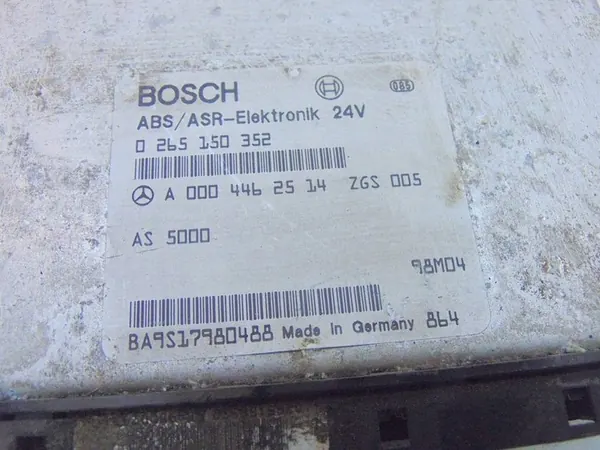 BOSCH 085
ABS/ASR-Elektronik 24V
0 265 150 352
A 000 446 25 14 ZGS 005
AS 5000
98M04
BA9S17980488 Made in Germany 864